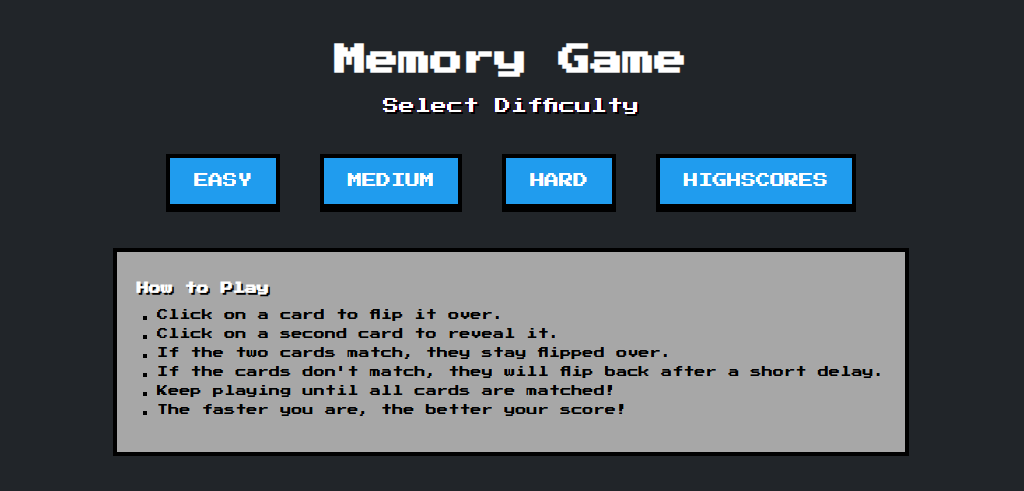 Memory Game
Select Difficulty
EASY MEDIUM HARD HIGHSCORES
How to Play
Click on a card to flip it over.
Click on a second card to reveal it.
If the two cards match, they stay flipped over.
If the cards don't match, they will flip back after a short delay.
Keep playing until all cards are matched!
The faster you are, the better your score!